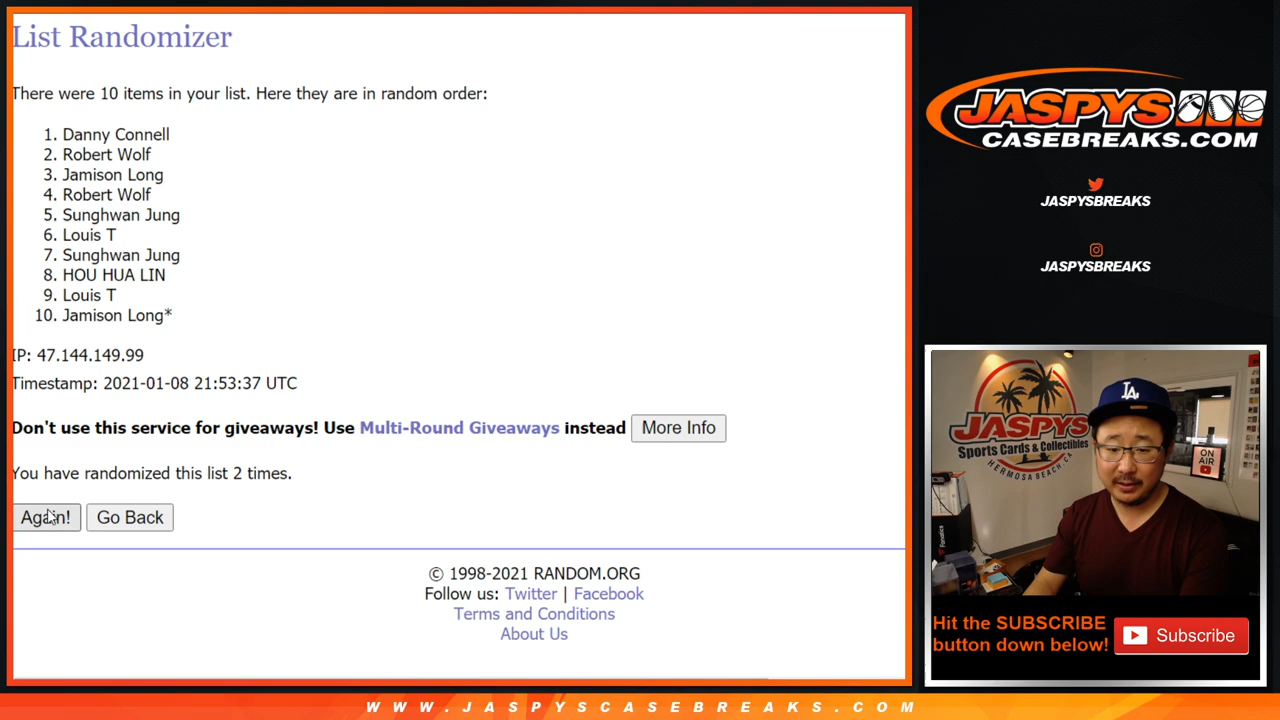 List Randomizer
There were 10 items in your list. Here they are in random order:
1. Danny Connell
2. Robert Wolf
3. Jamison Long
4. Robert Wolf
5. Sunghwan Jung
6. Louis T
7. Sunghwan Jung
8. HOU HUA LIN
9. Louis T
10. Jamison Long*
IP: 47.144.149.99
Timestamp: 2021-01-08 21:53:37 UTC
Don't use this service for giveaways! Use Multi-Round Giveaways instead More Info
You have randomized this list 2 times.
Again! Go Back
© 1998-2021 RANDOM.ORG
Follow us: Twitter | Facebook
Terms and Conditions
About Us
JASPYS
CASEBREAKS.COM
JASPYSBREAKS
JASPYSBREAKS
JASPYS
Sports Cards & Collectibles
HERMOSA BEACH, CA
LA
ON
AIR
Fanatics
Hit the SUBSCRIBE
button down below!
Subscribe
WWW.JASPYSCASEBREAKS.COM